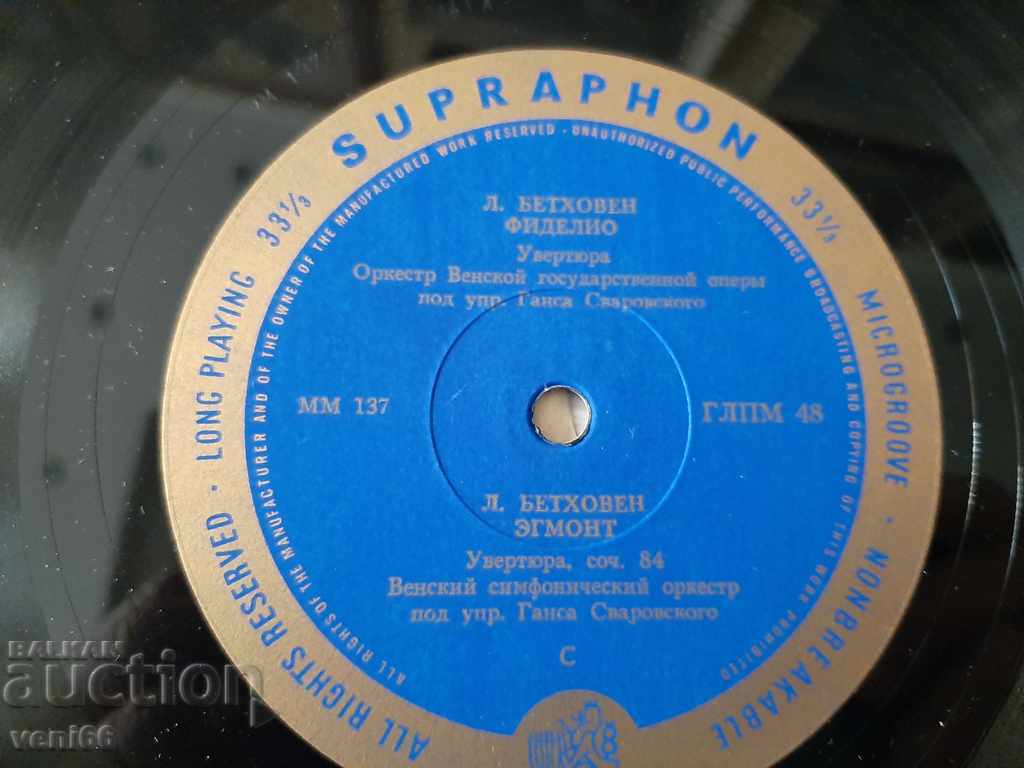 SUPRAPHON
33⅓
33⅓
LONG PLAYING
MICROGROOVE · NONBREAKABLE
ALL RIGHTS RESERVED ·
ALL RIGHTS OF THE MANUFACTURER AND OF THE OWNER OF THE MANUFACTURED WORK RESERVED · UNAUTHORIZED PUBLIC PERFORMANCE BROADCASTING AND COPYING OF THIS WORK PROHIBITED
Л. БЕТХОВЕН
ФИДЕЛИО
Увертюра
Оркестр Венской государственной оперы
под упр. Ганса Сваровского
ММ 137
ГЛПМ 48
Л. БЕТХОВЕН
ЭГМОНТ
Увертюра, соч. 84
Венский симфонический оркестр
под упр. Ганса Сваровского
С
БАЛКАН
auction
veni66